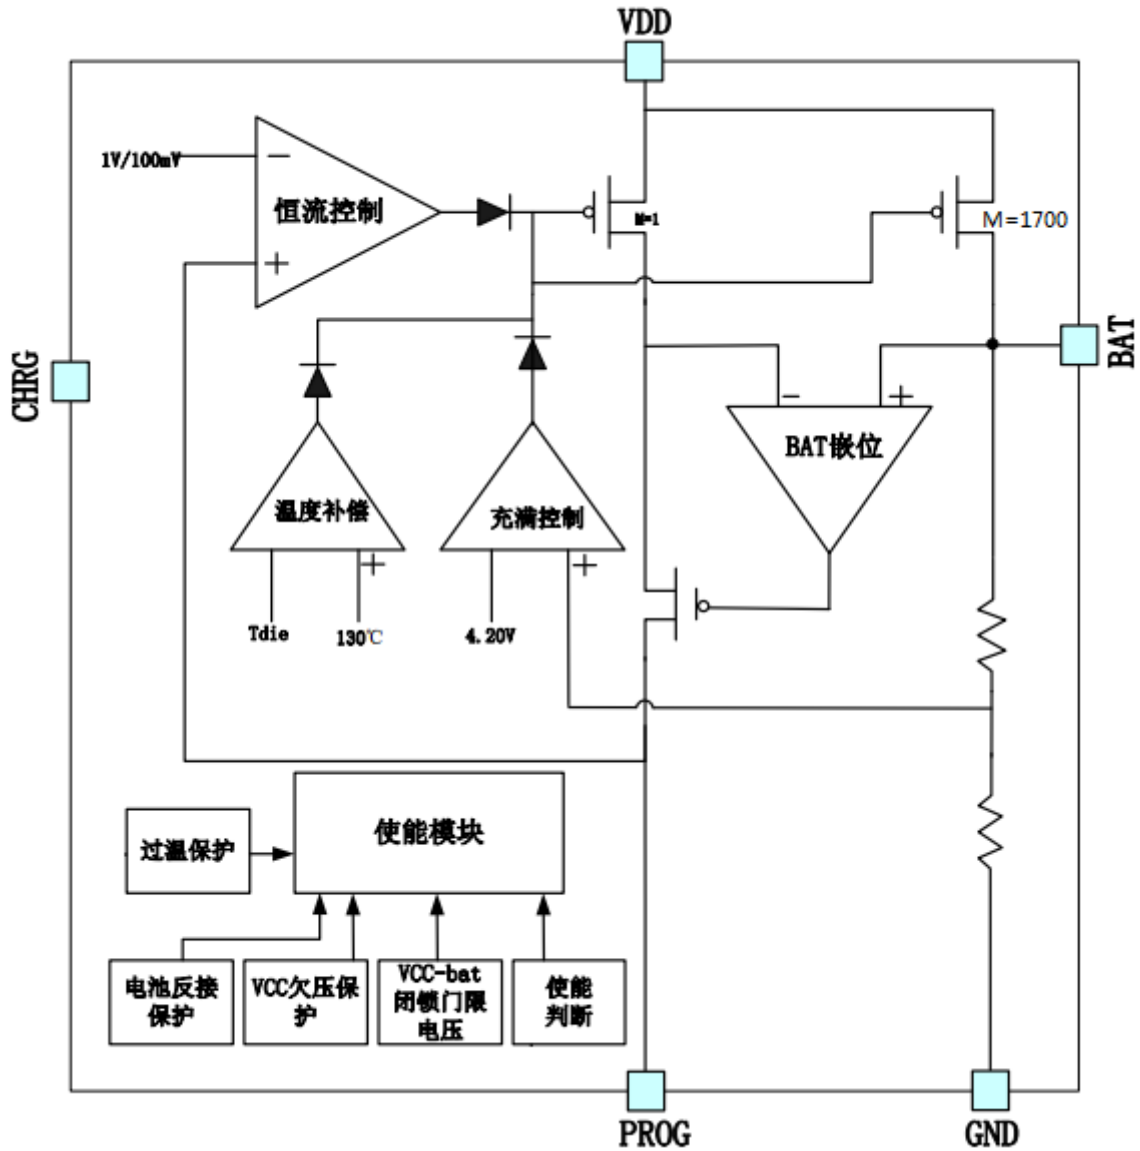 VDD
1V/100mV
−
恒流控制
+
M=1
M=1700
CHRG
BAT
−
+
BAT嵌位
温度补偿
+
充满控制
+
Tdie
130℃
4.20V
使能模块
过温保护
电池反接
保护
VCC欠压保
护
VCC-bat
闭锁门限
电压
使能
判断
PROG
GND